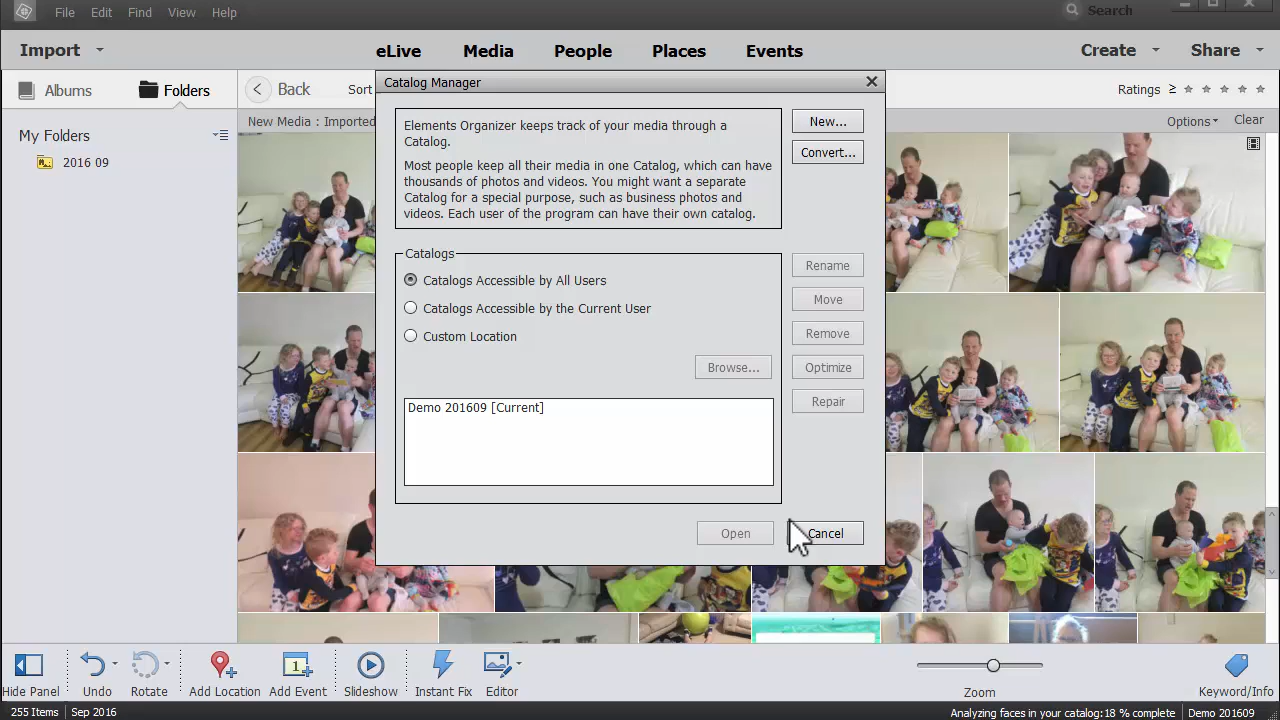 File Edit Find View Help
Search
Import
eLive Media People Places Events
Create Share
Albums Folders
Back Sort
Ratings ≥
New Media : Imported
Options Clear
My Folders
2016 09
Catalog Manager
Elements Organizer keeps track of your media through a
Catalog.
Most people keep all their media in one Catalog, which can have
thousands of photos and videos. You might want a separate
Catalog for a special purpose, such as business photos and
videos. Each user of the program can have their own catalog.
New...
Convert...
Catalogs
Catalogs Accessible by All Users
Catalogs Accessible by the Current User
Custom Location
Browse...
Rename
Move
Remove
Optimize
Repair
Demo 201609 [Current]
Open Cancel
1
Hide Panel Undo Rotate Add Location Add Event Slideshow Instant Fix Editor
Zoom
Keyword/Info
255 Items Sep 2016
Analyzing faces in your catalog:18 % complete Demo 201609